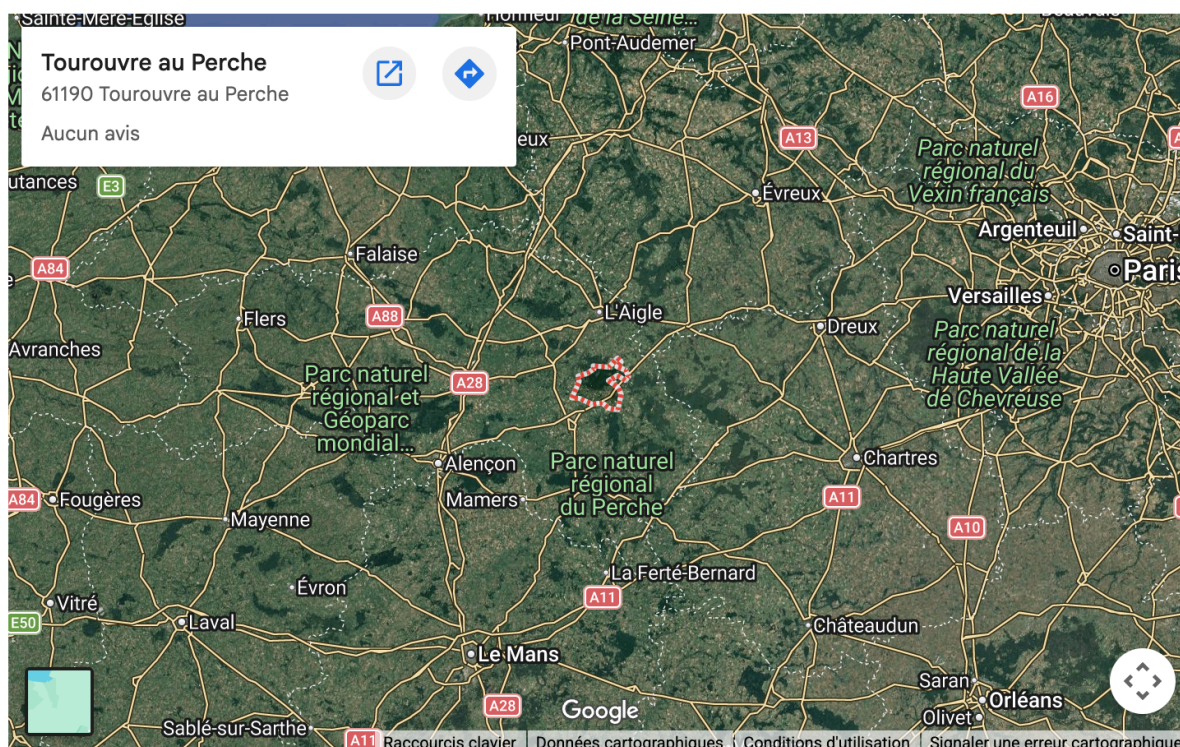 Sainte-Mère-Église
Honfleur
de la Seine...
Beauvais
Tourouvre au Perche
61190 Tourouvre au Perche
Aucun avis
Pont-Audemer
A16
A13
eux
Parc naturel
régional du
Vexin français
utances
E3
Évreux
Argenteuil
Saint-
Falaise
A84
Paris
Versailles
L'Aigle
A88
Flers
Dreux
Avranches
Parc naturel
régional de la
Haute Vallée
de Chevreuse
Parc naturel
régional et
Géoparc
mondial...
A28
Alençon
Parc naturel
régional
du Perche
Chartres
Mamers
A84
Fougères
A11
Mayenne
A10
La Ferté-Bernard
Évron
A11
Vitré
E50
Laval
Châteaudun
Le Mans
Saran
Orléans
A28
Google
Olivet
Sablé-sur-Sarthe
A11
Raccourcis clavier
Données cartographiques
Conditions d'utilisation
Signaler une erreur cartographique